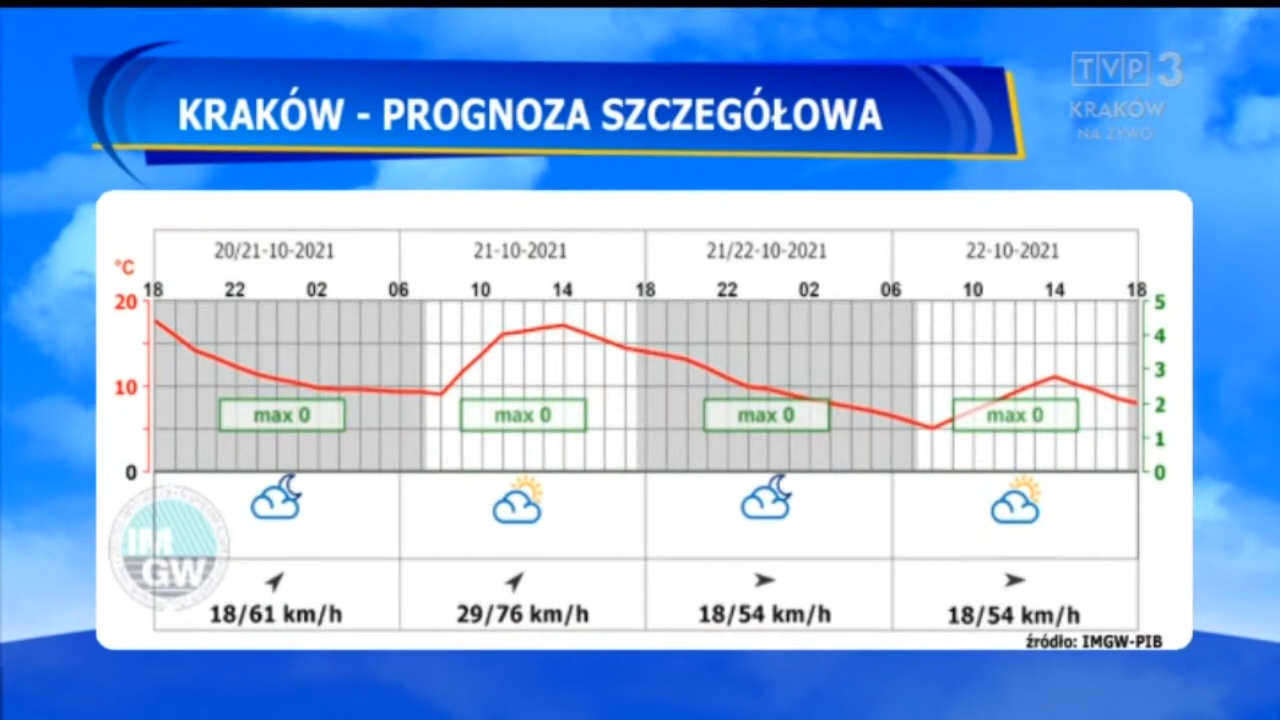 KRAKÓW - PROGNOZA SZCZEGÓŁOWA
TVP 3
KRAKÓW
NA ŻYWO
20/21-10-2021 21-10-2021 21/22-10-2021 22-10-2021
°C
18 22 02 06 10 14 18 22 02 06 10 14 18
20 5
4
3
10 2
max 0 max 0 max 0 max 0
1
0 0
IMGW
18/61 km/h 29/76 km/h 18/54 km/h 18/54 km/h
źródło: IMGW-PIB